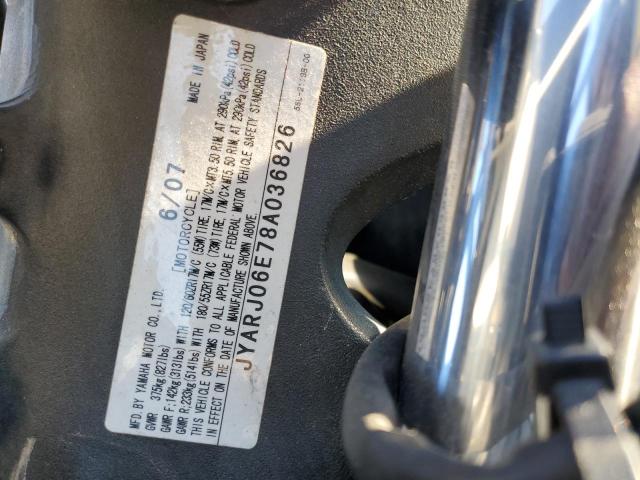 MADE IN JAPAN
6/07
[MOTORCYCLE]
MFD.BY YAMAHA MOTOR CO.,LTD.
GVWR 375kg(827lbs)
GAWR F:142kg(313lbs)WITH 120/60ZR17M/C (55W)TIRE, 17M/CXMT3.50 RIM, AT 290kPa(42psi)COLD
GAWR R:233kg(514lbs)WITH 180/55ZR17M/C (73W)TIRE, 17M/CXMT5.50 RIM, AT 290kPa(42psi)COLD
THIS VEHICLE CONFORMS TO ALL APPLICABLE FEDERAL MOTOR VEHICLE SAFETY STANDARDS
IN EFFECT ON THE DATE OF MANUFACTURE SHOWN ABOVE.
JYARJ06E78A036826